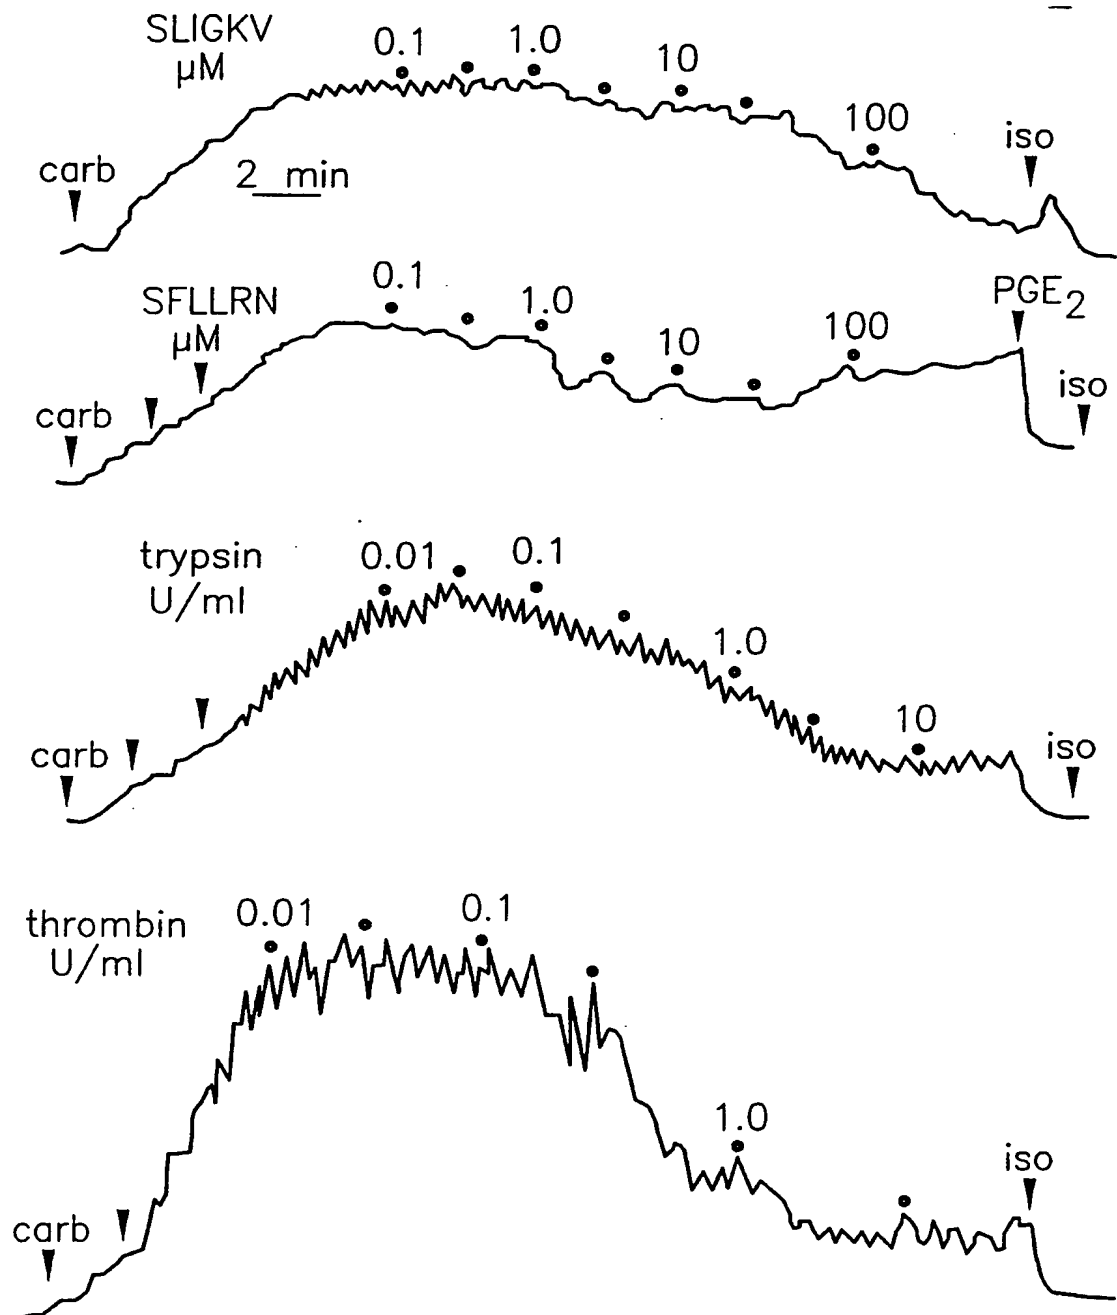 SLIGKV
µM
0.1
1.0
10
100
carb
2 min
iso
SFLLRN
µM
0.1
1.0
10
100
PGE2
carb
iso
trypsin
U/ml
0.01
0.1
1.0
10
carb
iso
thrombin
U/ml
0.01
0.1
1.0
carb
iso